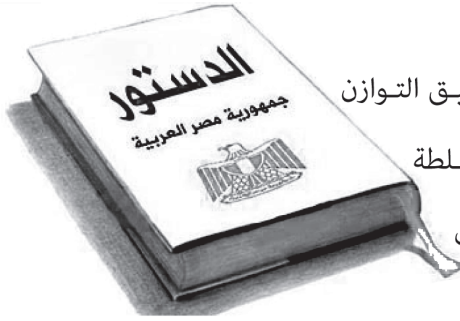 الدستور
جمهورية مصر العربية
التوازن